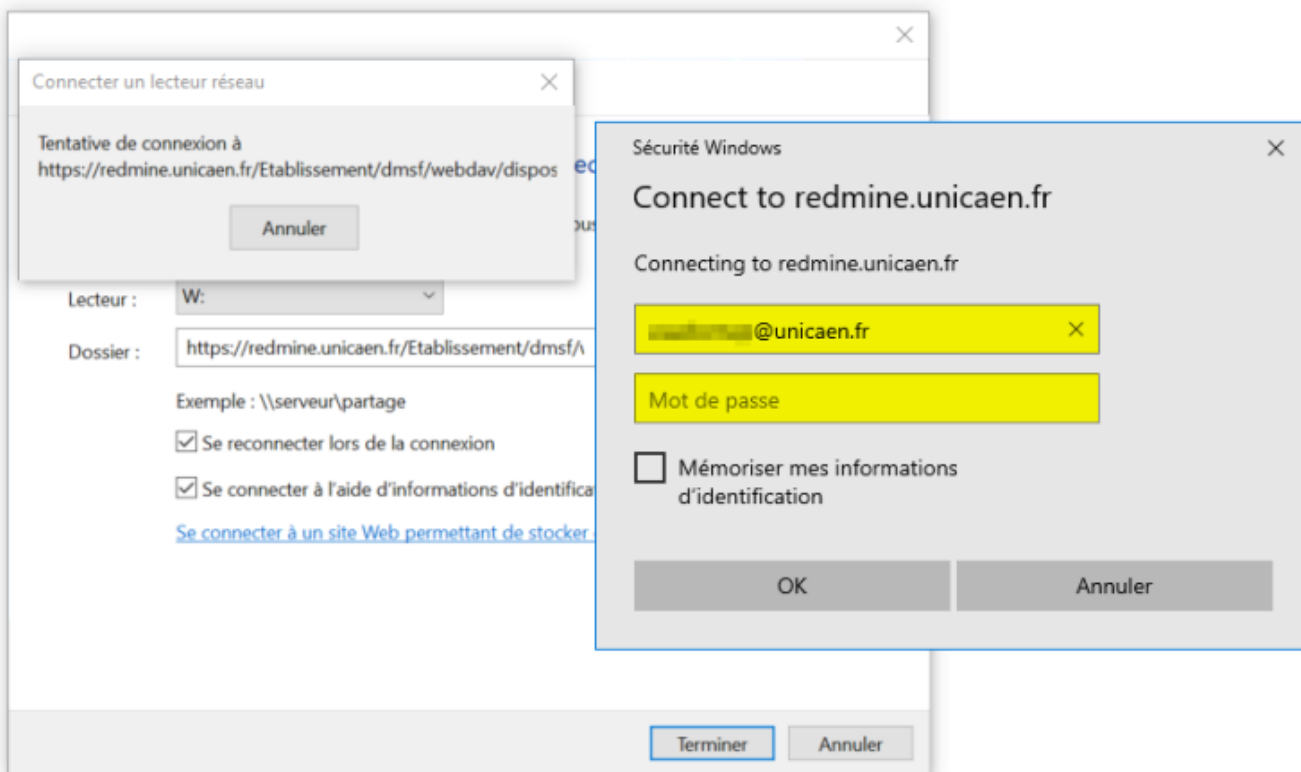 Connecter un lecteur réseau
Tentative de connexion à
https://redmine.unicaen.fr/Etablissement/dmsf/webdav/dispos
Annuler
Lecteur :
W:
Dossier :
https://redmine.unicaen.fr/Etablissement/dmsf/\
Exemple : \\serveur\partage
Se reconnecter lors de la connexion
Se connecter à l'aide d'informations d'identifica
Se connecter à un site Web permettant de stocker
Terminer
Annuler
Sécurité Windows
Connect to redmine.unicaen.fr
Connecting to redmine.unicaen.fr
@unicaen.fr
Mot de passe
Mémoriser mes informations
d'identification
OK
Annuler